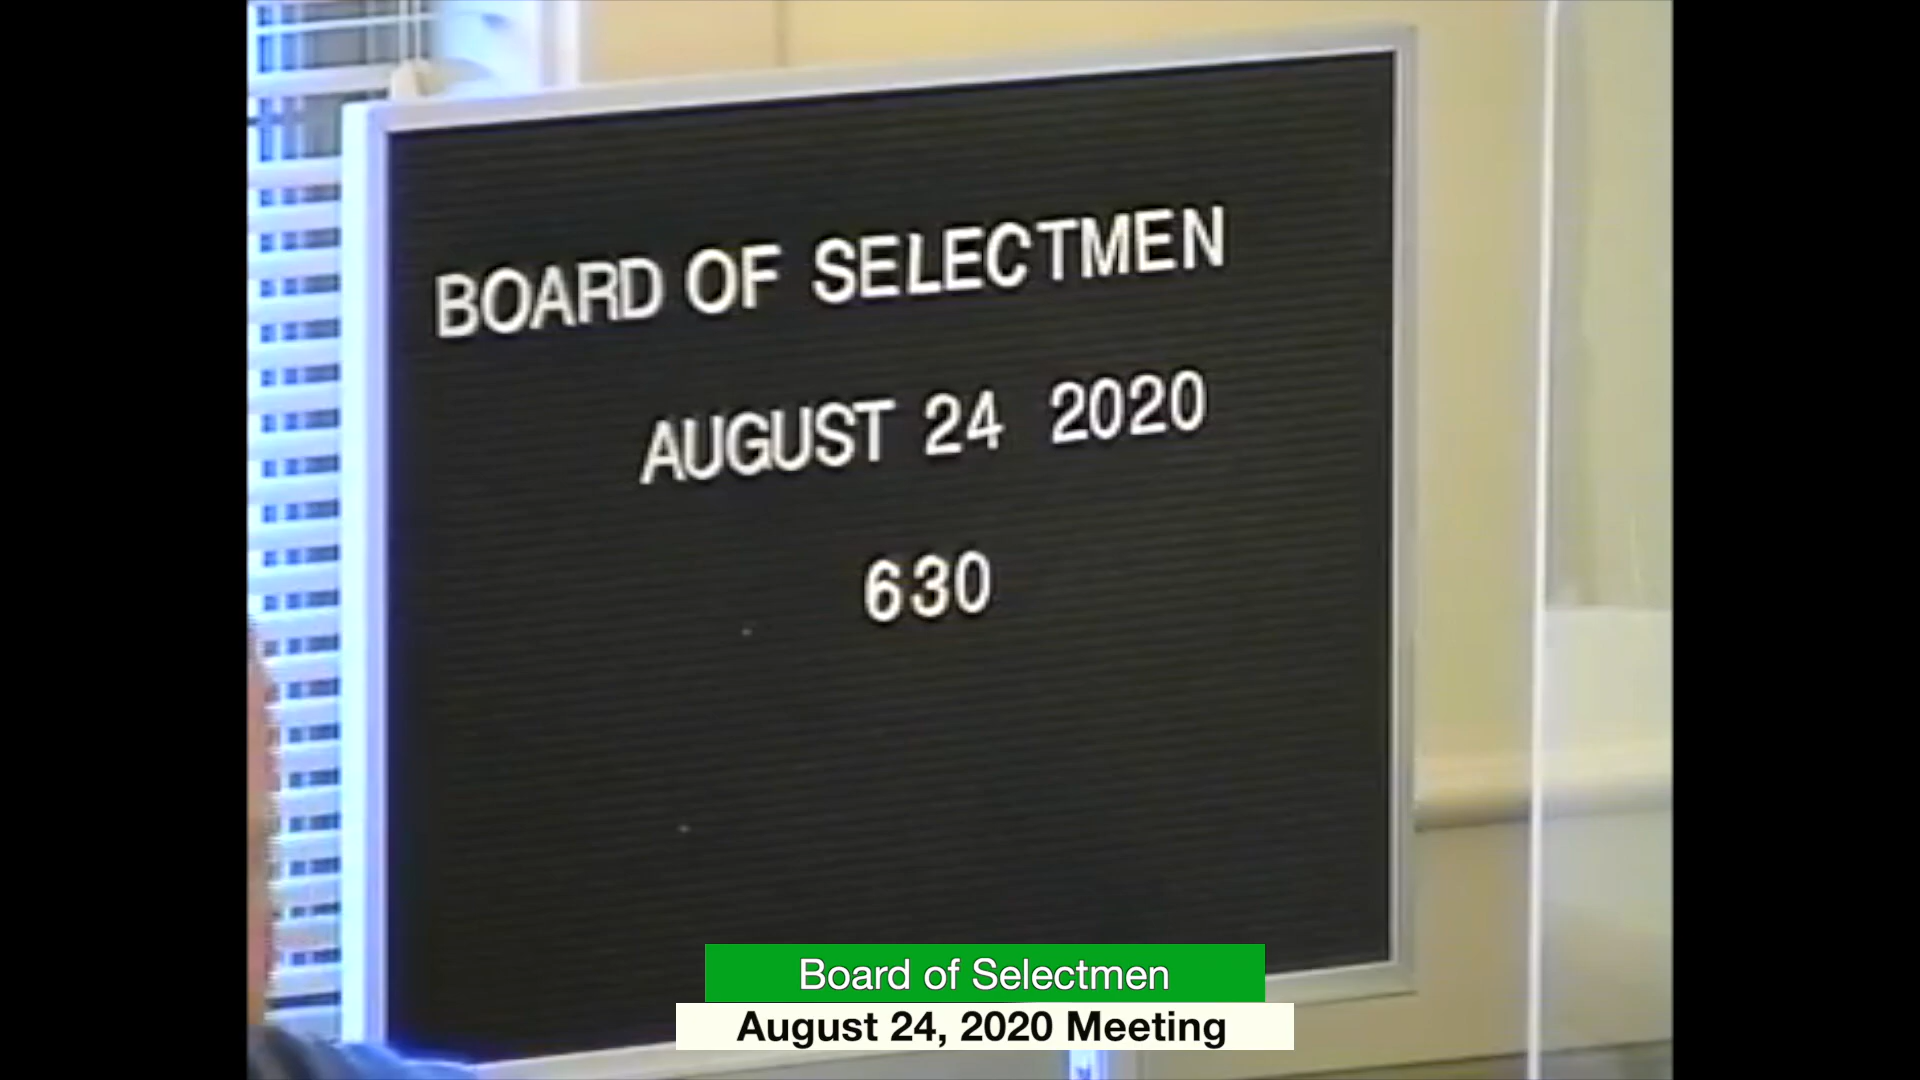 BOARD OF SELECTMEN
AUGUST 24 2020
630
Board of Selectmen
August 24, 2020 Meeting